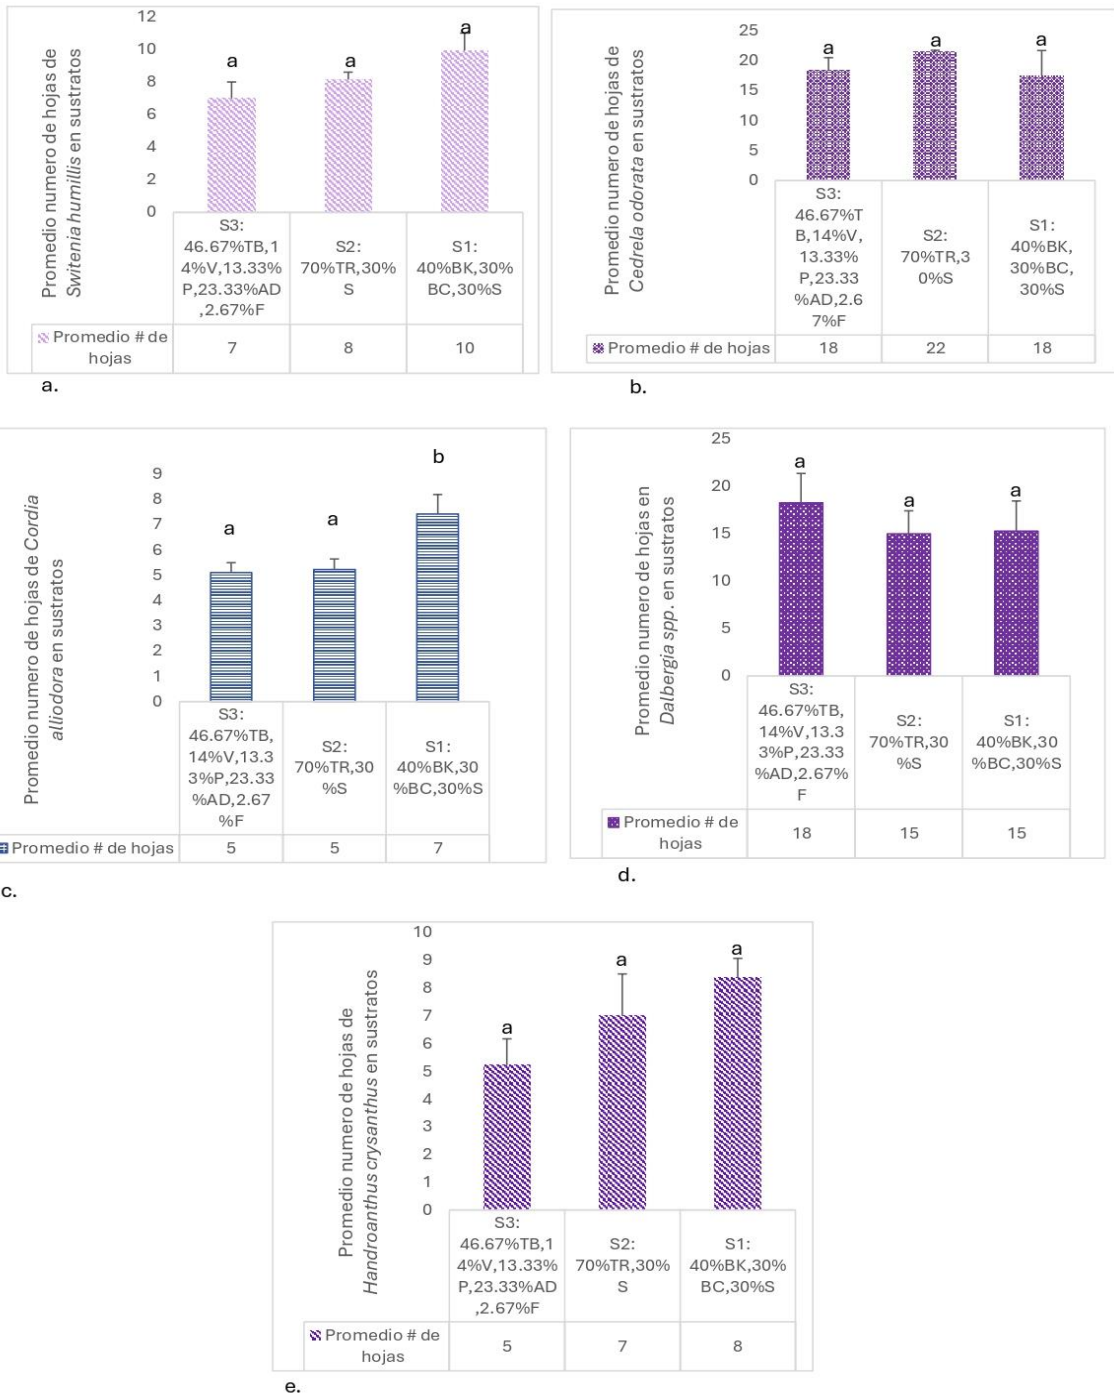 Promedio numero de hojas de
Switenia humillis en sustratos
12
10
8
6
4
2
0
a
a
a
S3:
46.67%TB,1
4%V,13.33%
P,23.33%AD
,2.67%F
S2:
70%TR,30%
S
S1:
40%BK,30%
BC,30%S
Promedio # de
hojas
7
8
10
a.
Promedio numero de hojas de
Cedrela odorata en sustratos
25
20
15
10
5
0
a
a
a
S3:
46.67%T
B,14%V,
13.33%
P,23.33
%AD,2.6
7%F
S2:
70%TR,3
0%S
S1:
40%BK,
30%BC,
30%S
Promedio # de hojas
18
22
18
b.
Promedio numero de hojas de Cordia
alliodora en sustratos
9
8
7
6
5
4
3
2
1
0
a
a
b
S3:
46.67%TB,
14%V,13.3
3%P,23.33
%AD,2.67
%F
S2:
70%TR,30
%S
S1:
40%BK,30
%BC,30%S
Promedio # de hojas
5
5
7
c.
Promedio numero de hojas en
Dalbergia spp. en sustratos
25
20
15
10
5
0
a
a
a
S3:
46.67%TB,
14%V,13.3
3%P,23.33
%AD,2.67%
F
S2:
70%TR,30
%S
S1:
40%BK,30
%BC,30%S
Promedio # de
hojas
18
15
15
d.
Promedio numero de hojas de
Handroanthus crysanthus en sustratos
10
9
8
7
6
5
4
3
2
1
0
a
a
a
S3:
46.67%TB,1
4%V,13.33%
P,23.33%AD
,2.67%F
S2:
70%TR,30%
S
S1:
40%BK,30%
BC,30%S
Promedio # de
hojas
5
7
8
e.